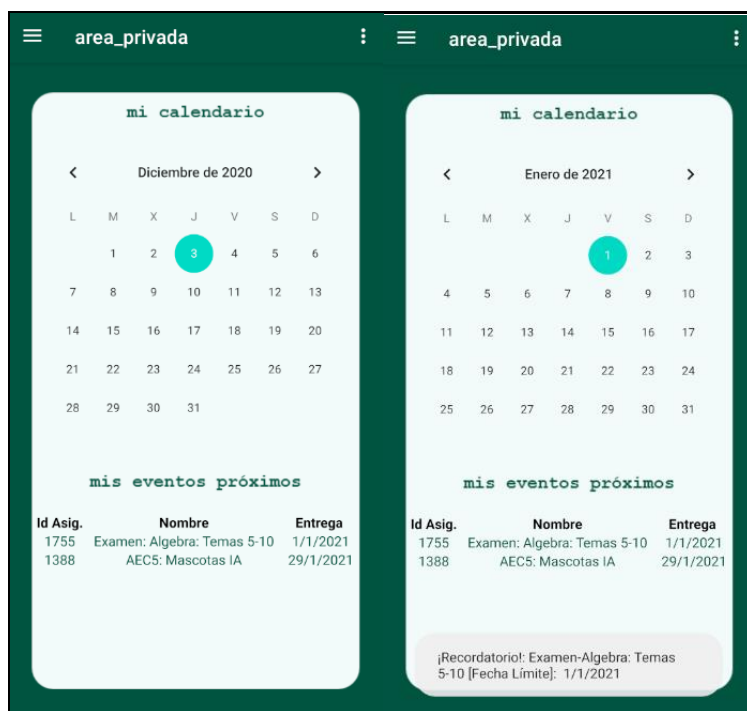 area_privada
mi calendario
Diciembre de 2020
L M X J V S D
1 2 3 4 5 6
7 8 9 10 11 12 13
14 15 16 17 18 19 20
21 22 23 24 25 26 27
28 29 30 31
mis eventos próximos
Id Asig. Nombre Entrega
1755 Examen: Algebra: Temas 5-10 1/1/2021
1388 AEC5: Mascotas IA 29/1/2021
area_privada
mi calendario
Enero de 2021
L M X J V S D
1 2 3
4 5 6 7 8 9 10
11 12 13 14 15 16 17
18 19 20 21 22 23 24
25 26 27 28 29 30 31
mis eventos próximos
Id Asig. Nombre Entrega
1755 Examen: Algebra: Temas 5-10 1/1/2021
1388 AEC5: Mascotas IA 29/1/2021
¡Recordatorio!: Examen-Algebra: Temas
5-10 [Fecha Límite]: 1/1/2021